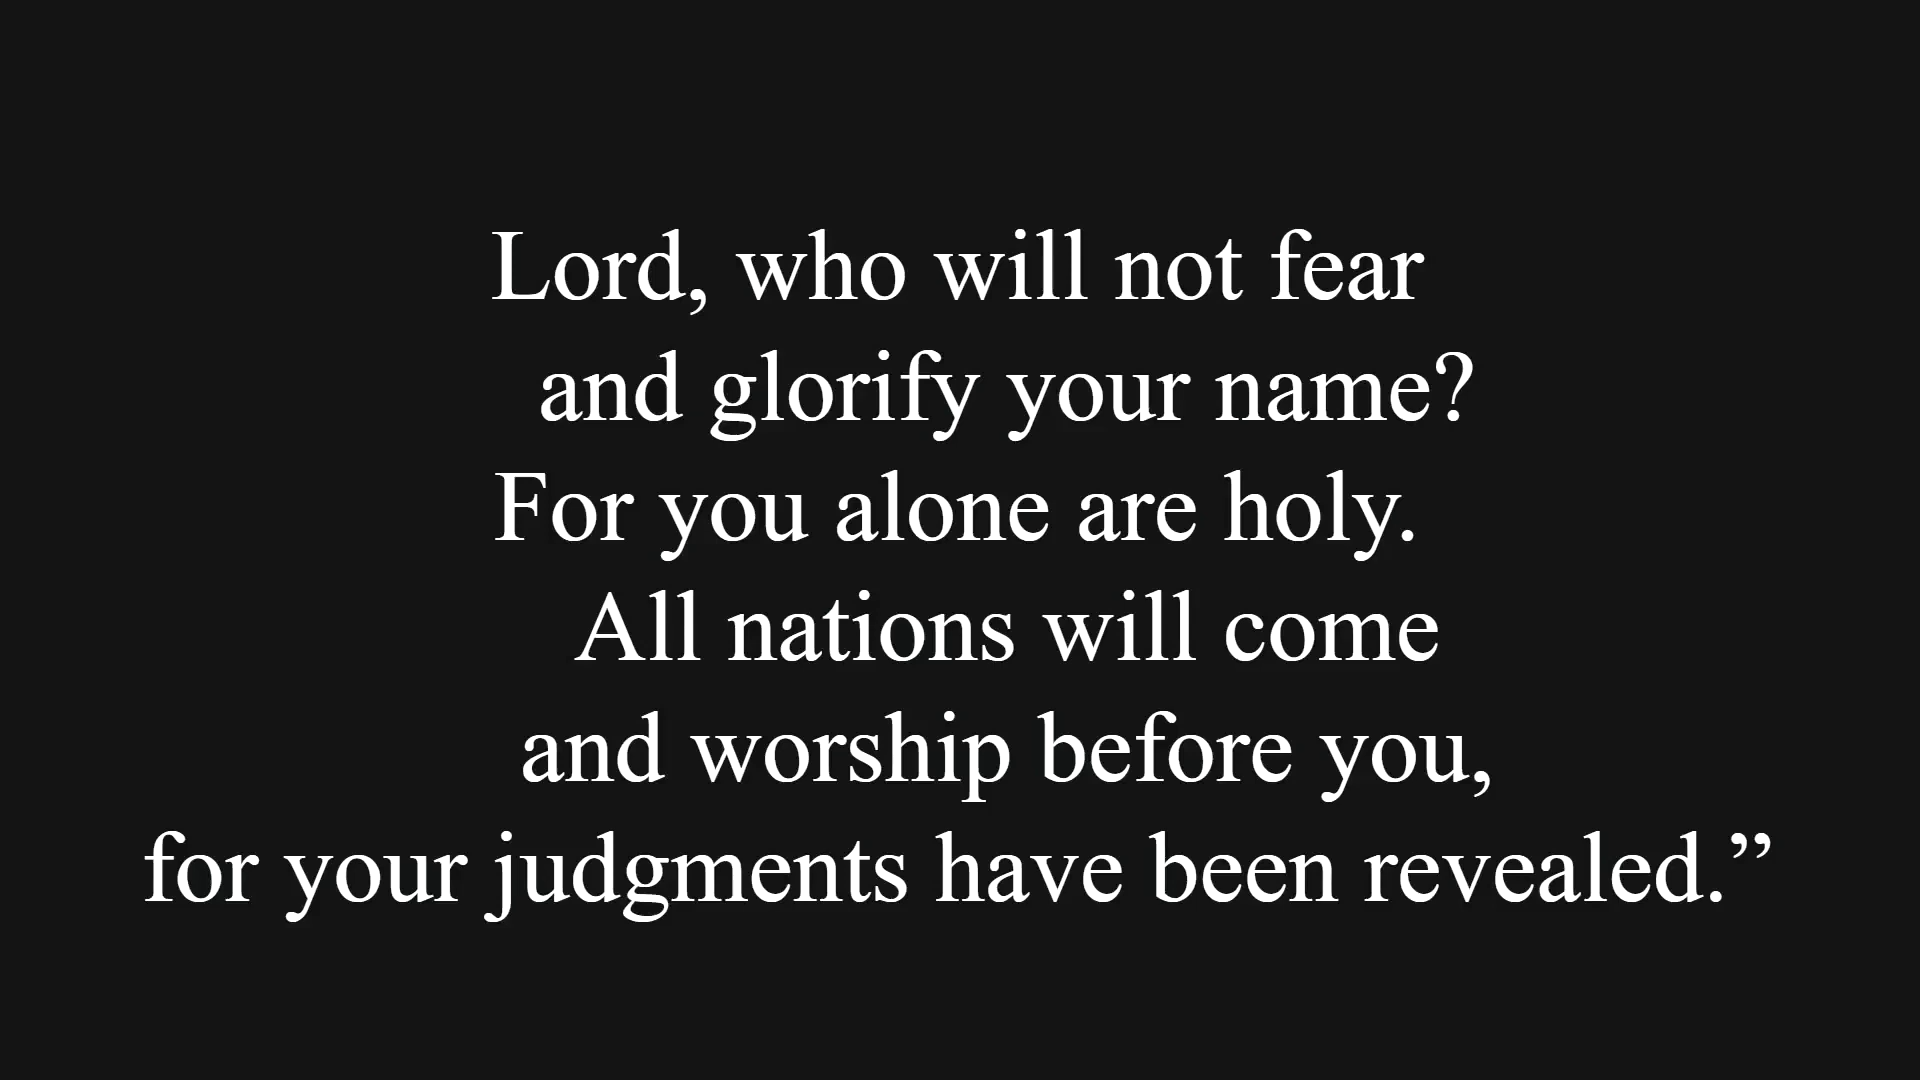 Lord, who will not fear
and glorify your name?
For you alone are holy.
All nations will come
and worship before you,
for your judgments have been revealed.”